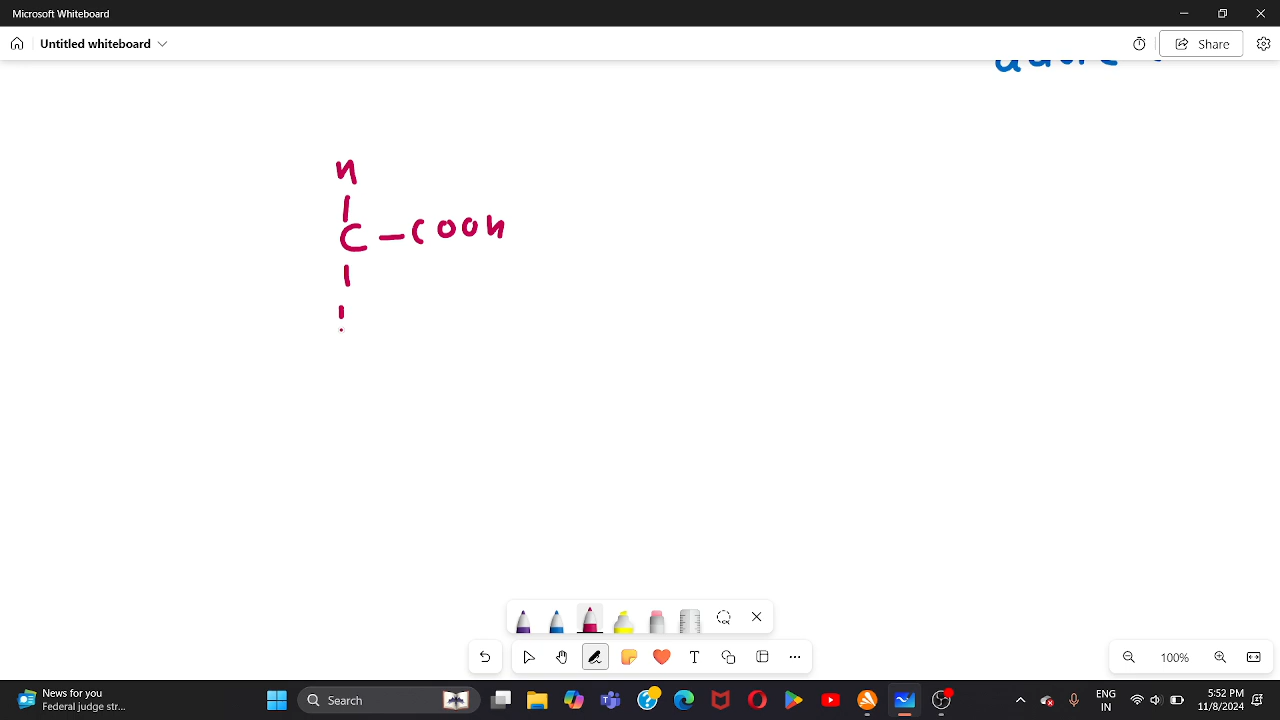 Microsoft Whiteboard
Untitled whiteboard
Share
H
C – COOH
100%
News for you
Federal judge str...
Search
ENG
IN
5:52 PM
11/8/2024